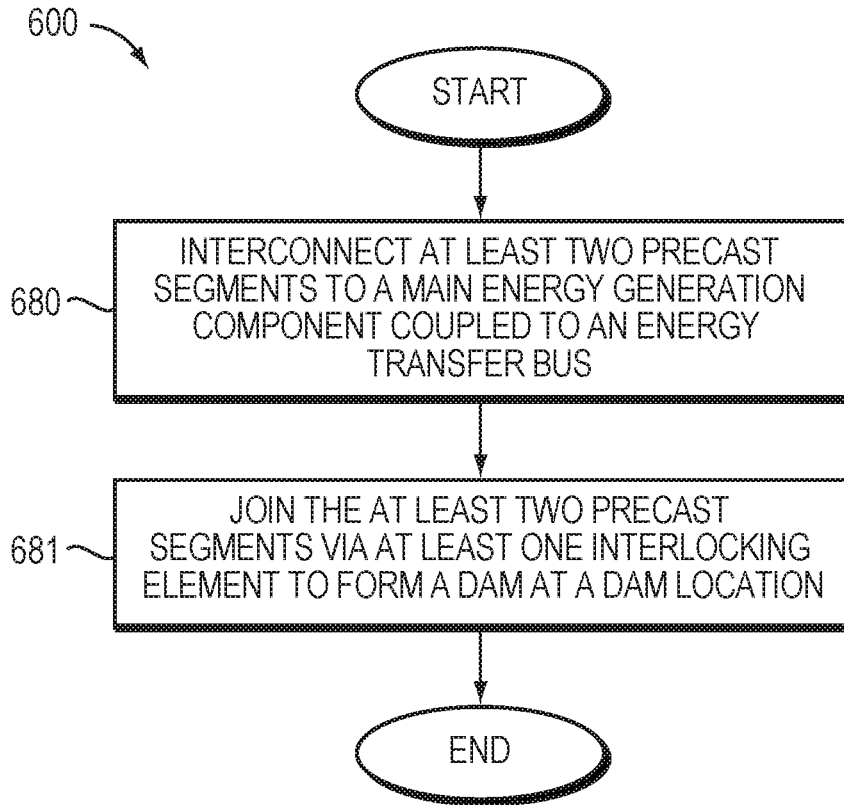 600
START
680
INTERCONNECT AT LEAST TWO PRECAST
SEGMENTS TO A MAIN ENERGY GENERATION
COMPONENT COUPLED TO AN ENERGY
TRANSFER BUS
681
JOIN THE AT LEAST TWO PRECAST
SEGMENTS VIA AT LEAST ONE INTERLOCKING
ELEMENT TO FORM A DAM AT A DAM LOCATION
END